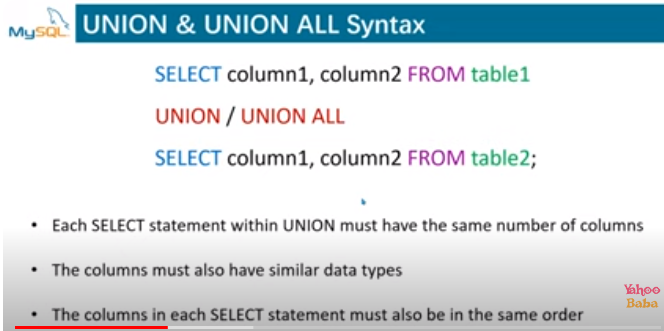 MySQL UNION & UNION ALL Syntax
SELECT column1, column2 FROM table1
UNION / UNION ALL
SELECT column1, column2 FROM table2;
• Each SELECT statement within UNION must have the same number of columns
• The columns must also have similar data types
Yahoo
Baba
• The columns in each SELECT statement must also be in the same order